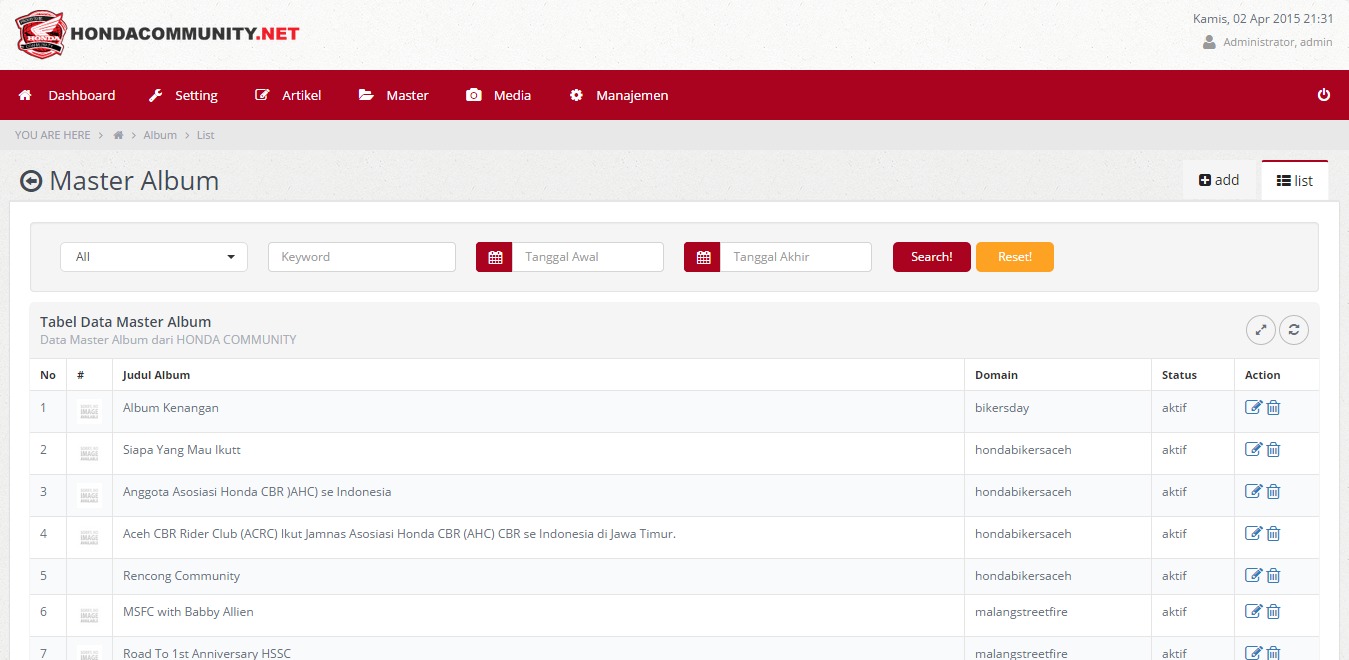 HONDACOMMUNITY.NET
Kamis, 02 Apr 2015 21:31
Administrator, admin
Dashboard Setting Artikel Master Media Manajemen
YOU ARE HERE > > Album > List
Master Album
add list
All Keyword Tanggal Awal Tanggal Akhir Search! Reset!
Tabel Data Master Album
Data Master Album dari HONDA COMMUNITY
No # Judul Album Domain Status Action
1 Album Kenangan bikersday aktif
2 Siapa Yang Mau Ikutt hondabikersaceh aktif
3 Anggota Asosiasi Honda CBR )AHC) se Indonesia hondabikersaceh aktif
4 Aceh CBR Rider Club (ACRC) Ikut Jamnas Asosiasi Honda CBR (AHC) CBR se Indonesia di Jawa Timur. hondabikersaceh aktif
5 Rencong Community hondabikersaceh aktif
6 MSFC with Babby Allien malangstreetfire aktif
7 Road To 1st Anniversary HSSC malangstreetfire aktif